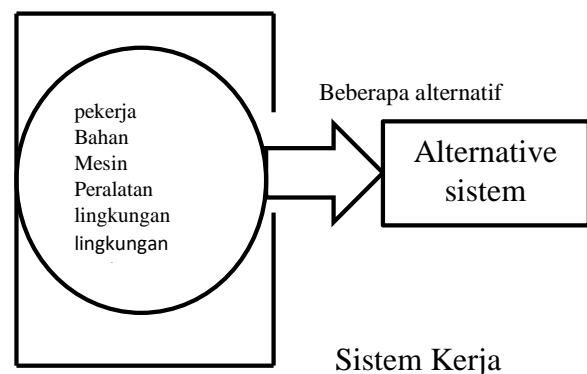 pekerja
Bahan
Mesin
Peralatan
lingkungan
lingkungan
Beberapa alternatif
Alternative
sistem
Sistem Kerja